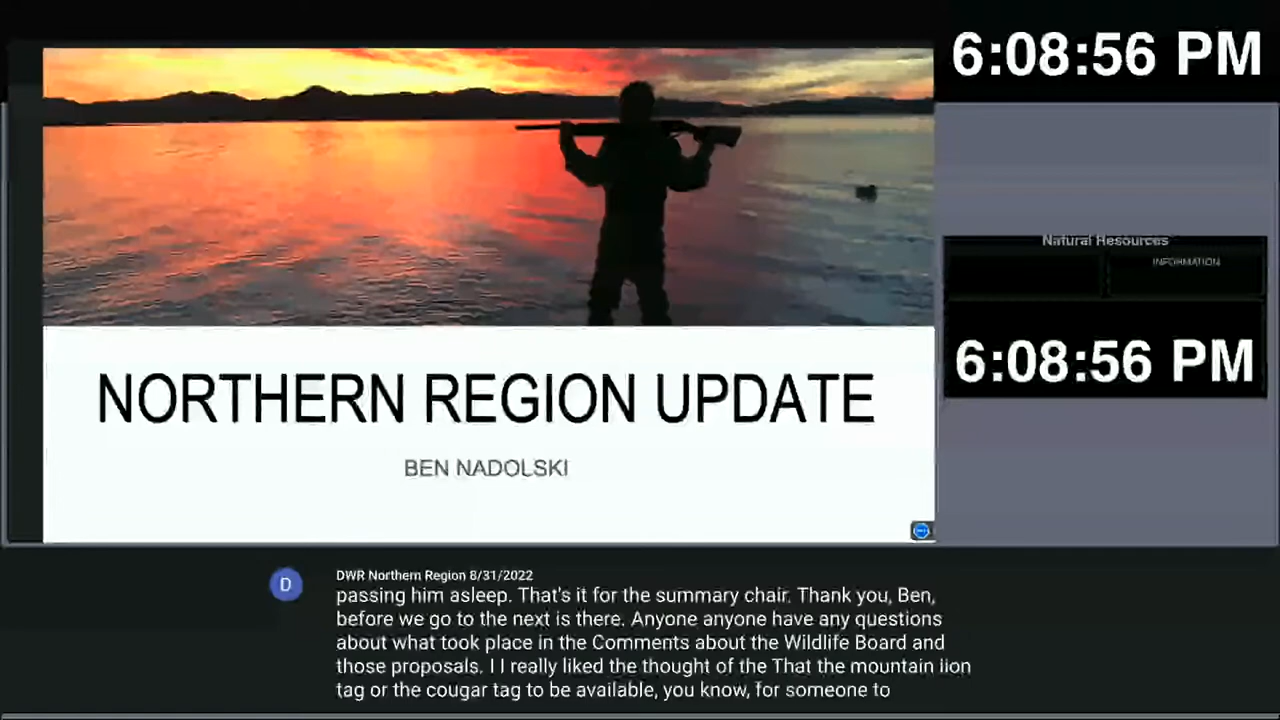 6:08:56 PM
NORTHERN REGION UPDATE
BEN NADOLSKI
Natural Resources
INFORMATION
6:08:56 PM
D
DWR Northern Region 8/31/2022
passing him asleep. That's it for the summary chair. Thank you, Ben,
before we go to the next is there. Anyone anyone have any questions
about what took place in the Comments about the Wildlife Board and
those proposals. I I really liked the thought of the That the mountain lion
tag or the cougar tag to be available, you know, for someone to